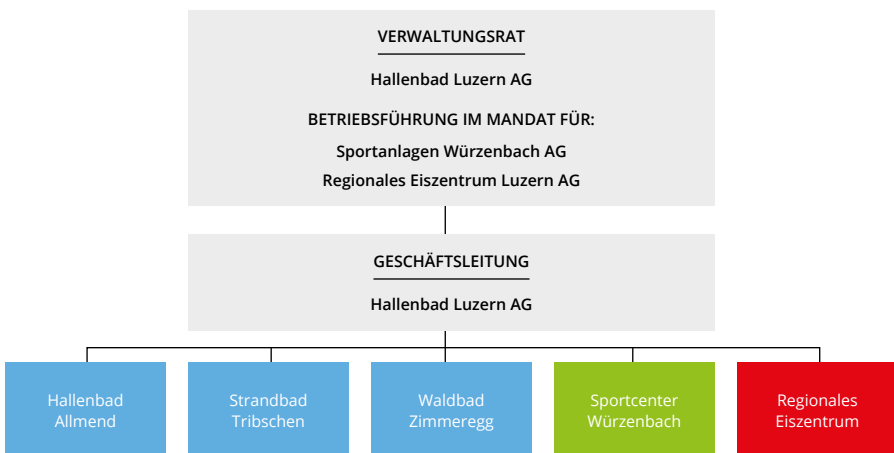 VERWALTUNGSRAT
Hallenbad Luzern AG
BETRIEBSFÜHRUNG IM MANDAT FÜR:
Sportanlagen Würzenbach AG
Regionales Eiszentrum Luzern AG
GESCHÄFTSLEITUNG
Hallenbad Luzern AG
Hallenbad
Allmend
Strandbad
Tribschen
Waldbad
Zimmeregg
Sportcenter
Würzenbach
Regionales
Eiszentrum